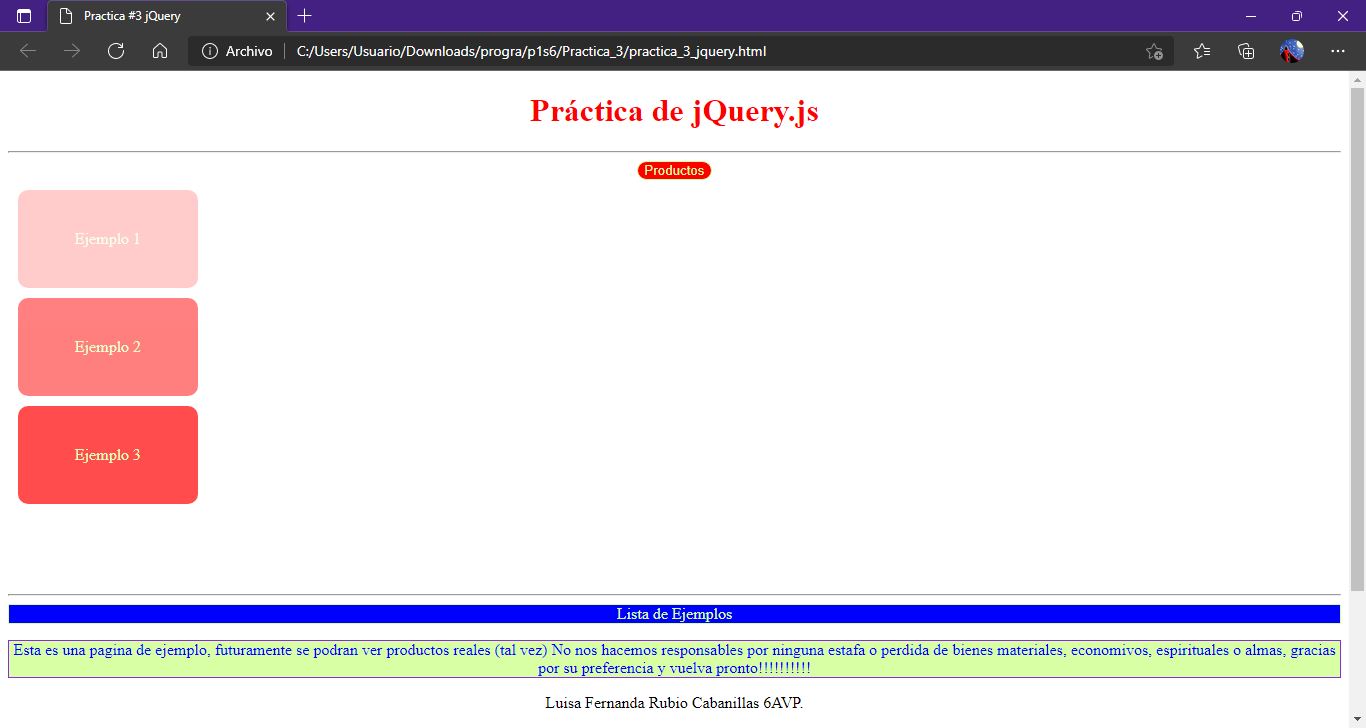 Practica #3 jQuery
Archivo C:/Users/Usuario/Downloads/progra/p1s6/Practica_3/practica_3_jquery.html
Práctica de jQuery.js
Productos
Ejemplo 1
Ejemplo 2
Ejemplo 3
Lista de Ejemplos
Esta es una pagina de ejemplo, futuramente se podran ver productos reales (tal vez) No nos hacemos responsables por ninguna estafa o perdida de bienes materiales, economivos, espirituales o almas, gracias
por su preferencia y vuelva pronto!!!!!!!!!!
Luisa Fernanda Rubio Cabanillas 6AVP.